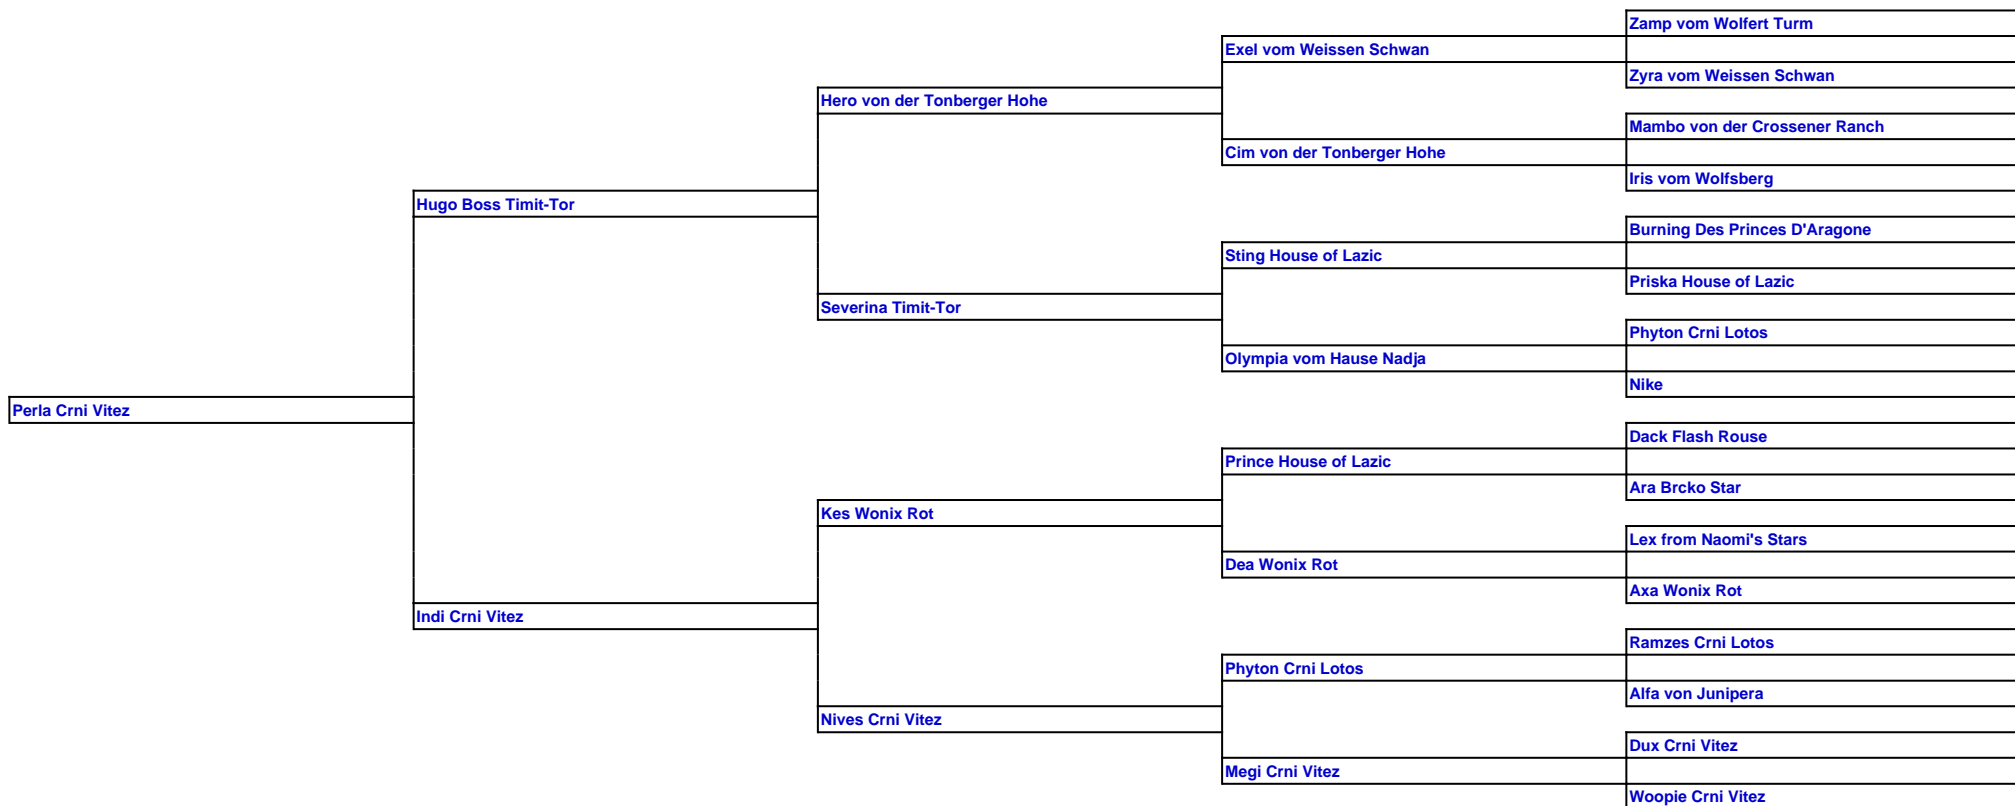 Zamp vom Wolfert Turm
Exel vom Weissen Schwan
Zyra vom Weissen Schwan
Hero von der Tonberger Hohe
Mambo von der Crossener Ranch
Cim von der Tonberger Hohe
Iris vom Wolfsberg
Hugo Boss Timit-Tor
Burning Des Princes D'Aragone
Sting House of Lazic
Priska House of Lazic
Severina Timit-Tor
Phyton Crni Lotos
Olympia vom Hause Nadja
Nike
Perla Crni Vitez
Dack Flash Rouse
Prince House of Lazic
Ara Brcko Star
Kes Wonix Rot
Lex from Naomi's Stars
Dea Wonix Rot
Axa Wonix Rot
Indi Crni Vitez
Ramzes Crni Lotos
Phyton Crni Lotos
Alfa von Junipera
Nives Crni Vitez
Dux Crni Vitez
Megi Crni Vitez
Woopie Crni Vitez